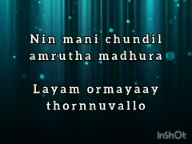 Nin mani chundil
amrutha madhura
Layam ormayaay
thornnuvallo
InShOt